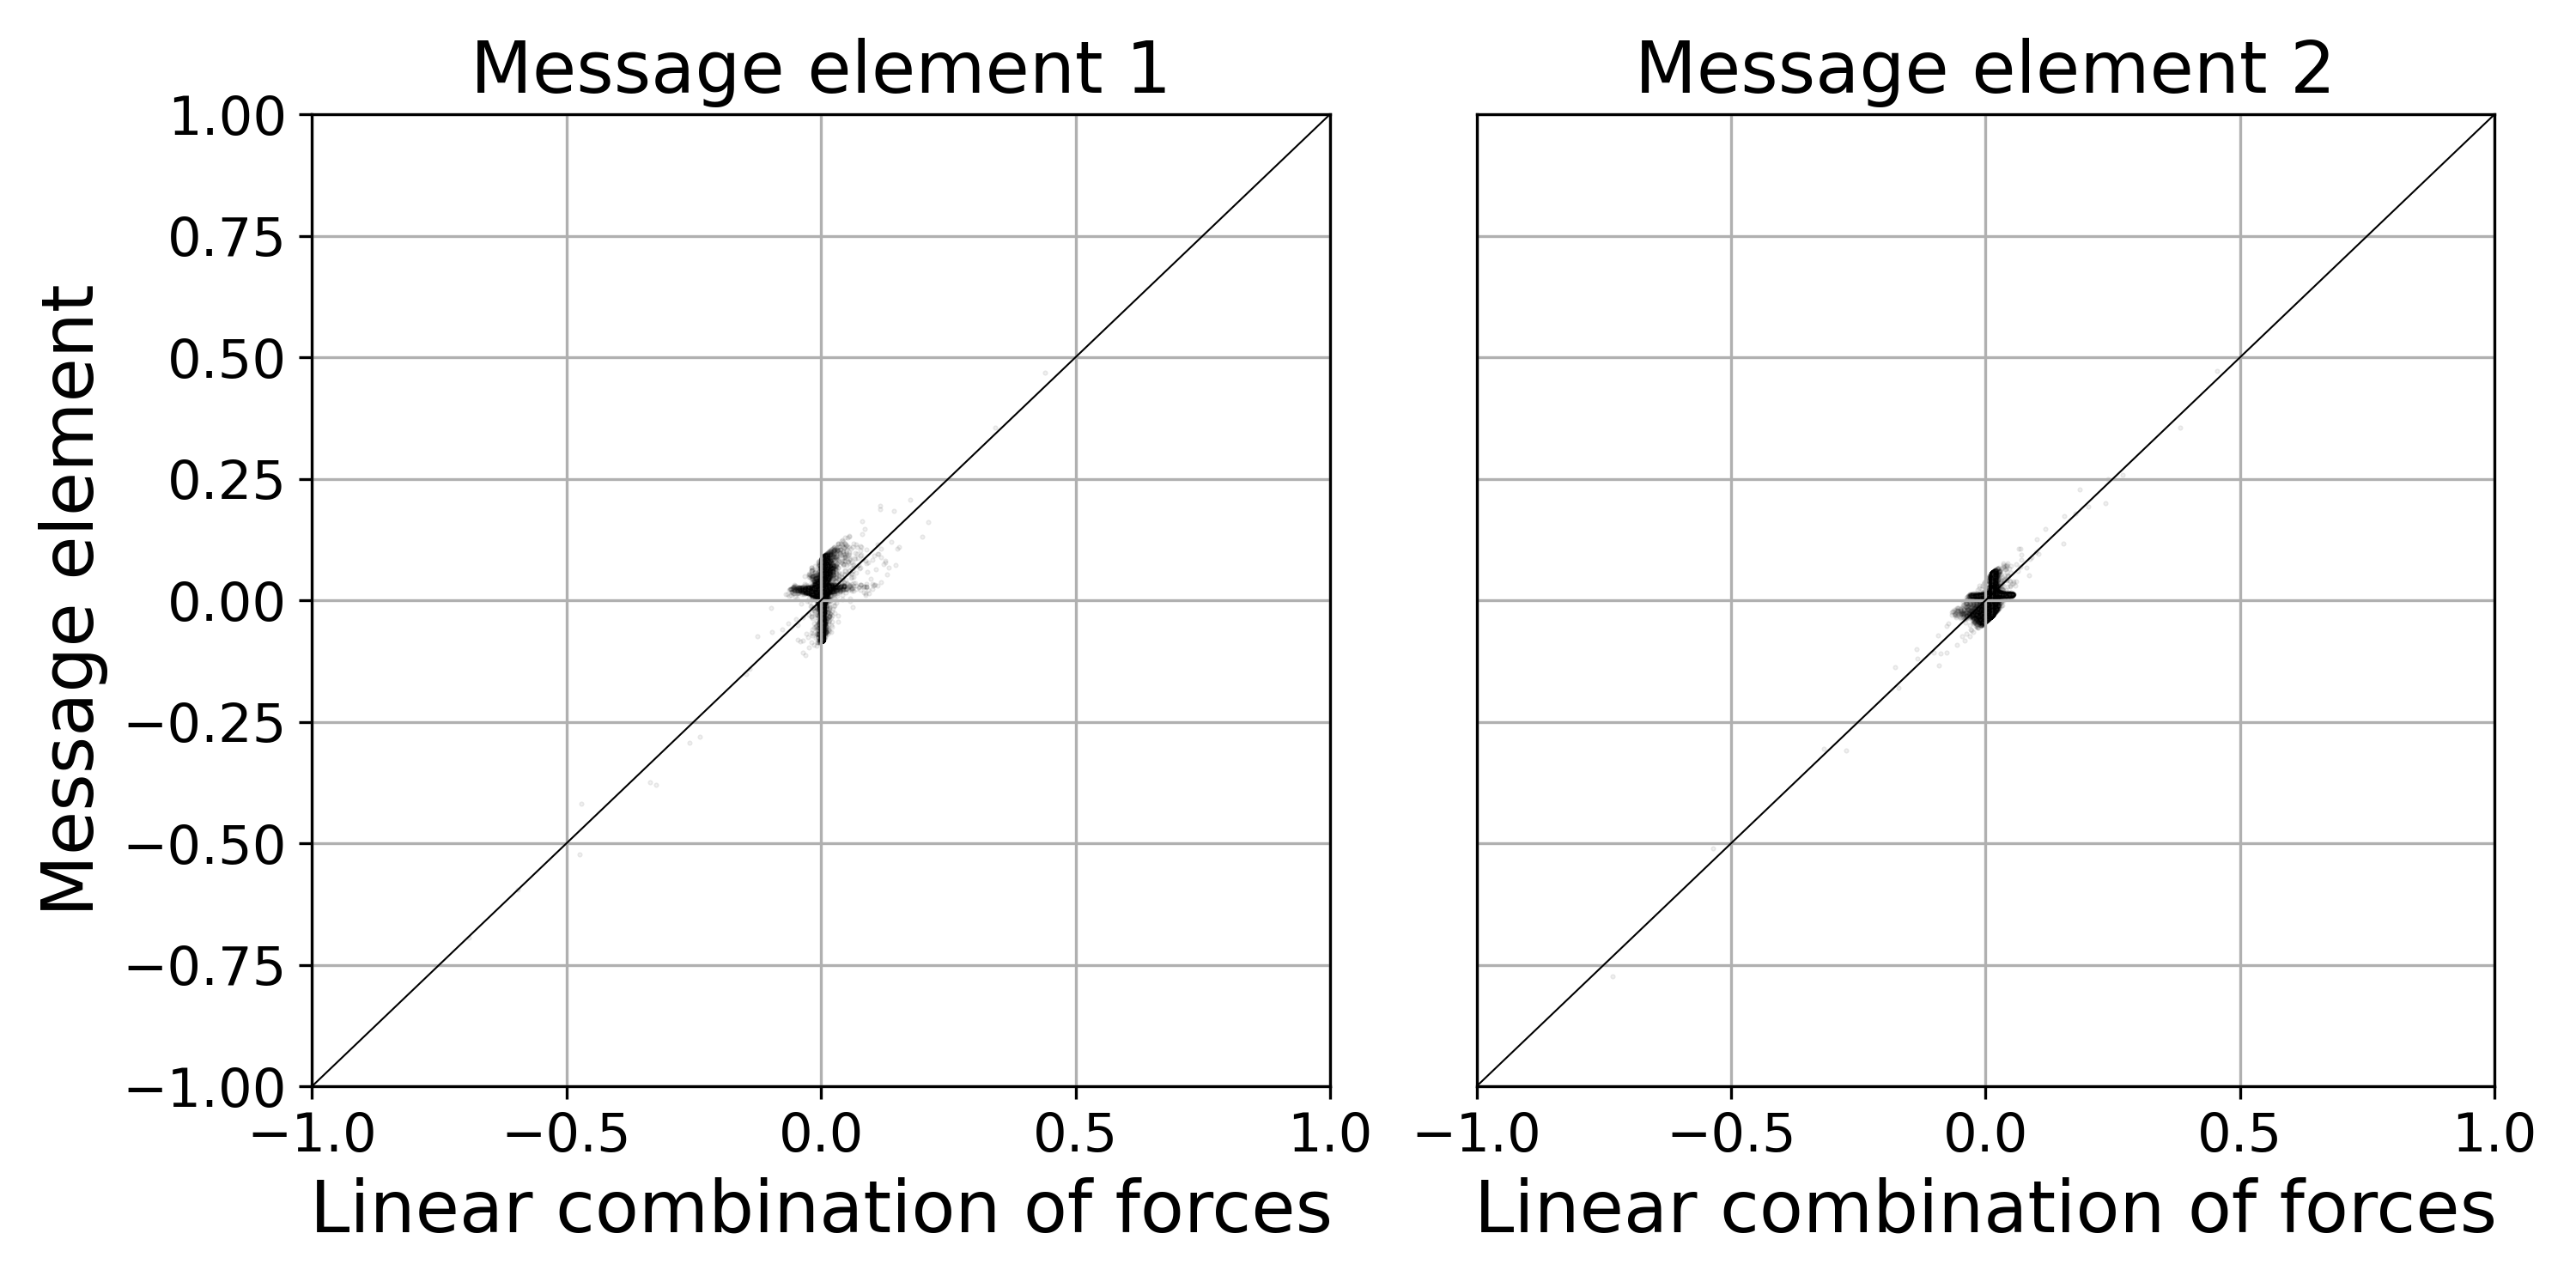 Message element 1
Message element 2
Message element
1.00
0.75
0.50
0.25
0.00
−0.25
−0.50
−0.75
−1.00
−1.0 −0.5 0.0 0.5 1.0
−1.0 −0.5 0.0 0.5 1.0
Linear combination of forces
Linear combination of forces